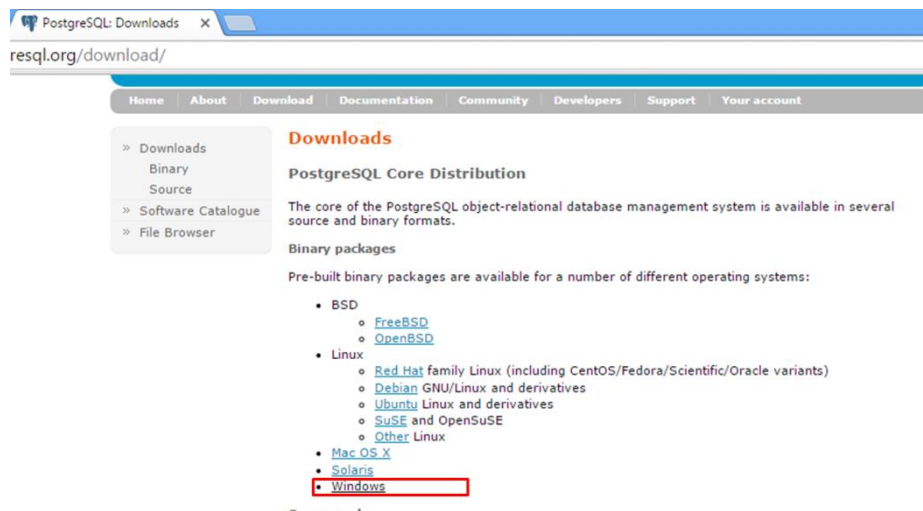 PostgreSQL: Downloads
resql.org/download/
Home About Download Documentation Community Developers Support Your account
» Downloads
Binary
Source
» Software Catalogue
» File Browser
Downloads
PostgreSQL Core Distribution
The core of the PostgreSQL object-relational database management system is available in several
source and binary formats.
Binary packages
Pre-built binary packages are available for a number of different operating systems:
• BSD
FreeBSD
OpenBSD
• Linux
Red Hat family Linux (including CentOS/Fedora/Scientific/Oracle variants)
Debian GNU/Linux and derivatives
Ubuntu Linux and derivatives
SuSE and OpenSuSE
Other Linux
• Mac OS X
• Solaris
• Windows